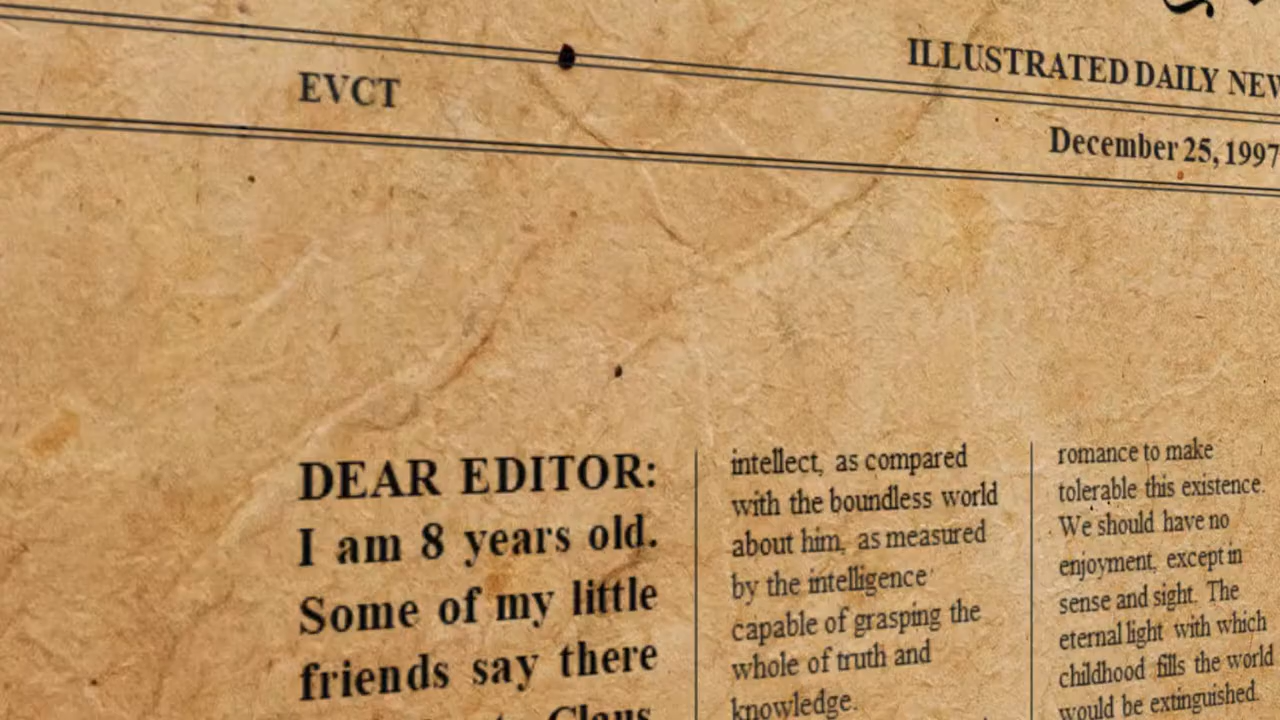 ILLUSTRATED DAILY
EVCT
December 25, 1997
DEAR EDITOR:
I am 8 years old.
Some of my little
friends say there
Claus
intellect, as compared
with the boundless world
about him, as measured
by the intelligence
capable of grasping the
whole of truth and
knowledge.
romance to make
tolerable this existence.
We should have no
enjoyment, except in
sense and sight. The
eternal light with which
childhood fills the world
would be extinguished.